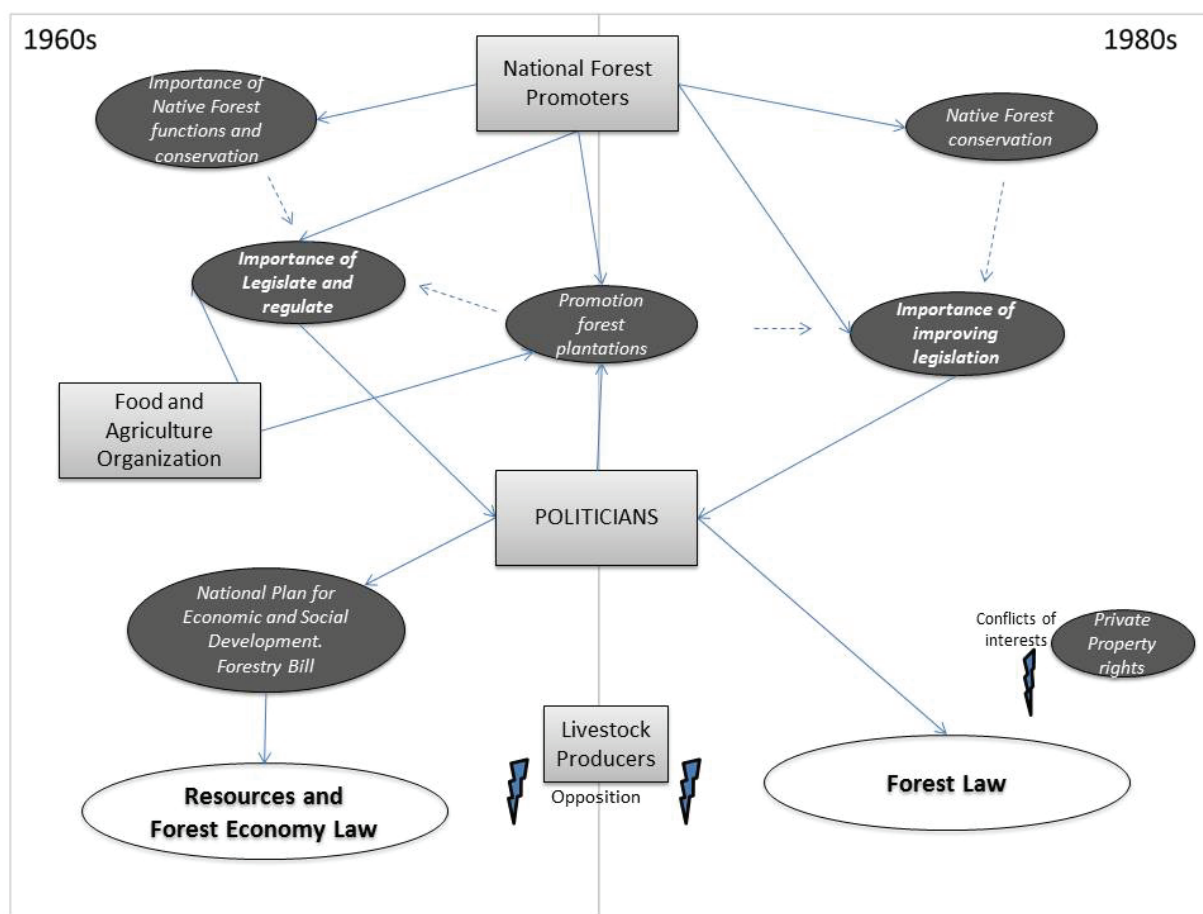 1960s
1980s
National Forest
Promoters
Importance of
Native Forest
functions and
conservation
Native Forest
conservation
Importance of
Legislate and
regulate
Promotion
forest
plantations
Importance of
improving
legislation
Food and
Agriculture
Organization
POLITICIANS
National Plan for
Economic and Social
Development.
Forestry Bill
Conflicts of
interests
Private
Property
rights
Livestock
Producers
Opposition
Resources and
Forest Economy Law
Forest Law